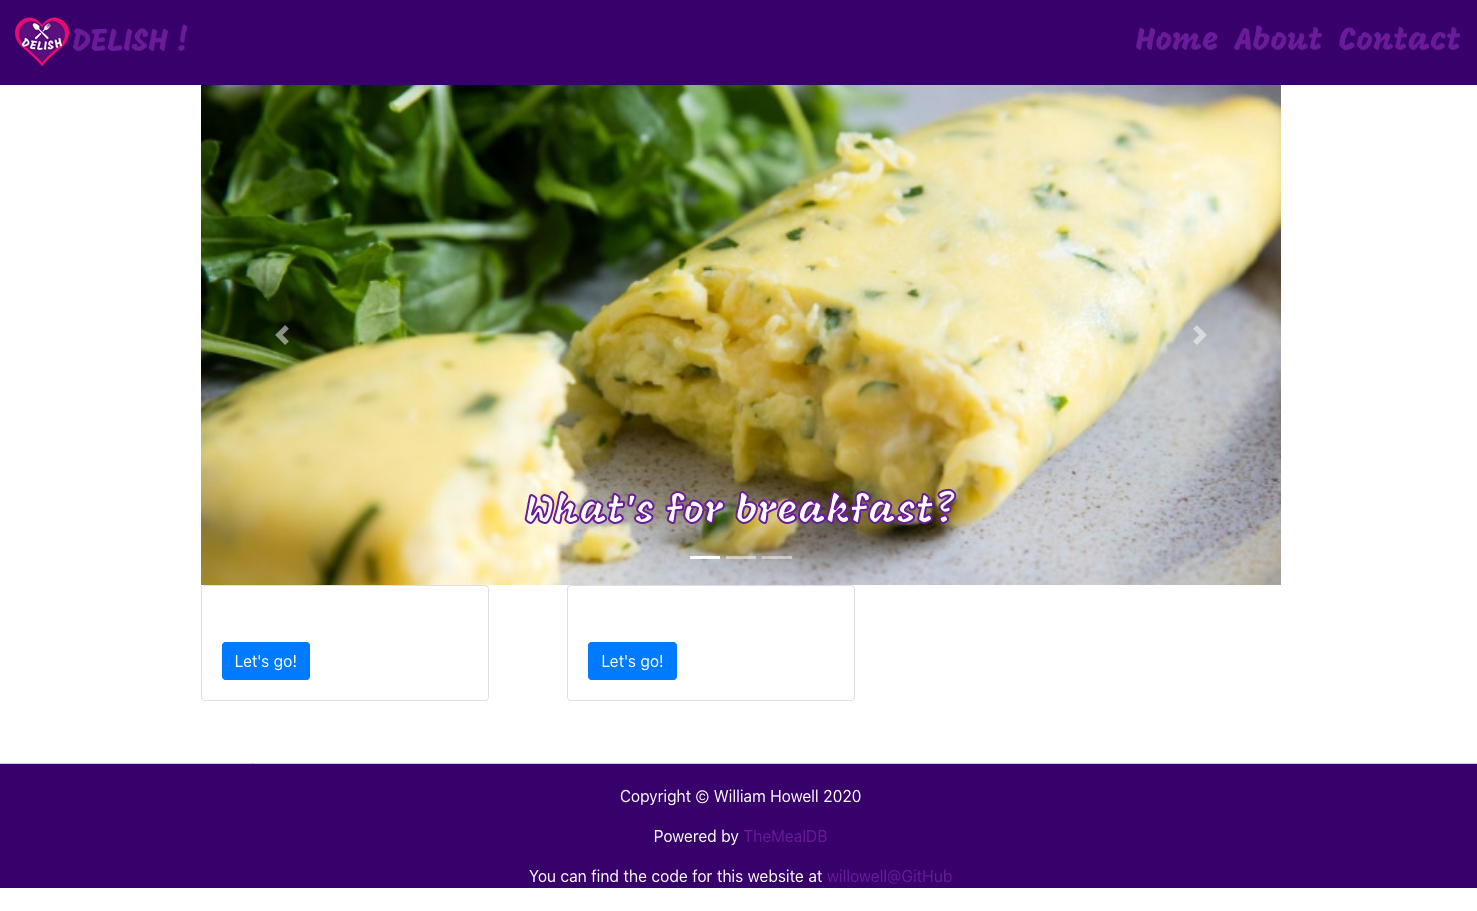 DELISH
DELISH !
Home About Contact
What's for breakfast?
Let's go!
Let's go!
Copyright © William Howell 2020
Powered by TheMealDB
You can find the code for this website at willowell@GitHub